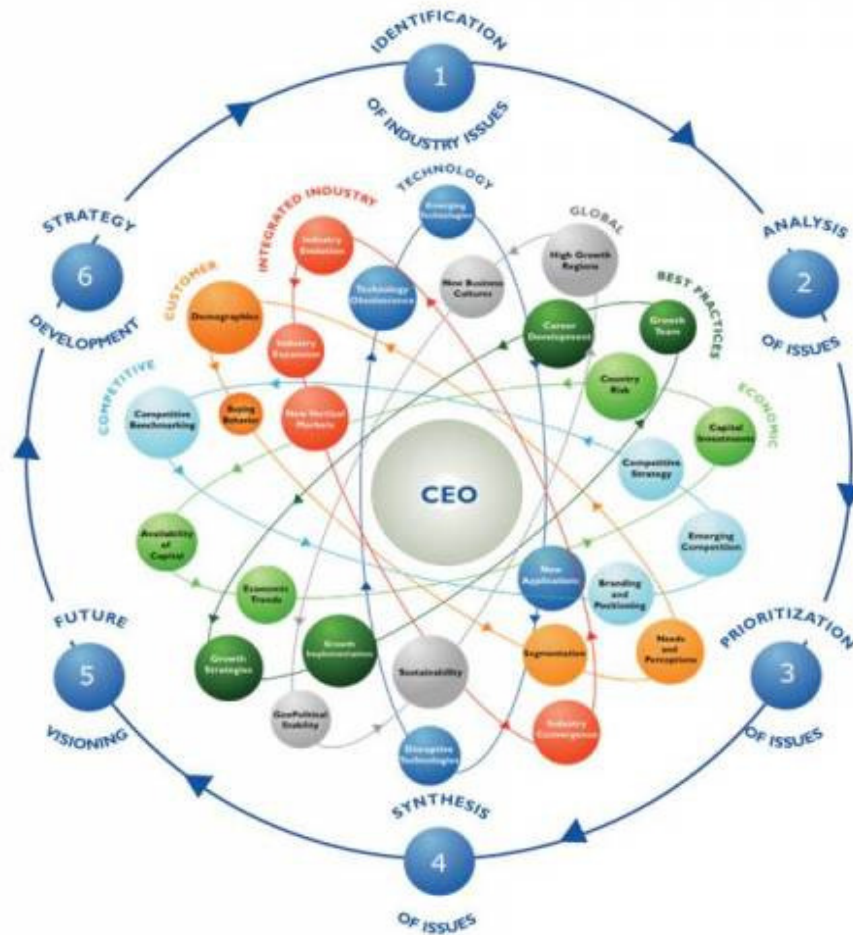 IDENTIFICATION
1
OF INDUSTRY ISSUES
ANALYSIS
2
OF ISSUES
PRIORITIZATION
3
OF ISSUES
SYNTHESIS
4
OF ISSUES
FUTURE
5
VISIONING
STRATEGY
6
DEVELOPMENT
TECHNOLOGY
Emerging
Technologies
Technology
Obsolescence
New
Applications
Disruptive
Technologies
INTEGRATED INDUSTRY
Industry
Evolution
Industry
Expansion
New Vertical
Markets
Industry
Convergence
GLOBAL
High Growth
Regions
New Business
Cultures
Sustainability
GeoPolitical
Stability
BEST PRACTICES
Career
Development
Growth
Team
Growth
Strategies
Growth
Implementation
CUSTOMER
Demographics
Buying
Behavior
Segmentation
Needs
and
Perceptions
COMPETITIVE
Competitive
Benchmarking
Competitive
Strategy
Emerging
Competition
Branding
and
Positioning
ECONOMIC
Country
Risk
Capital
Investments
Availability
of
Capital
Economic
Trends
CEO